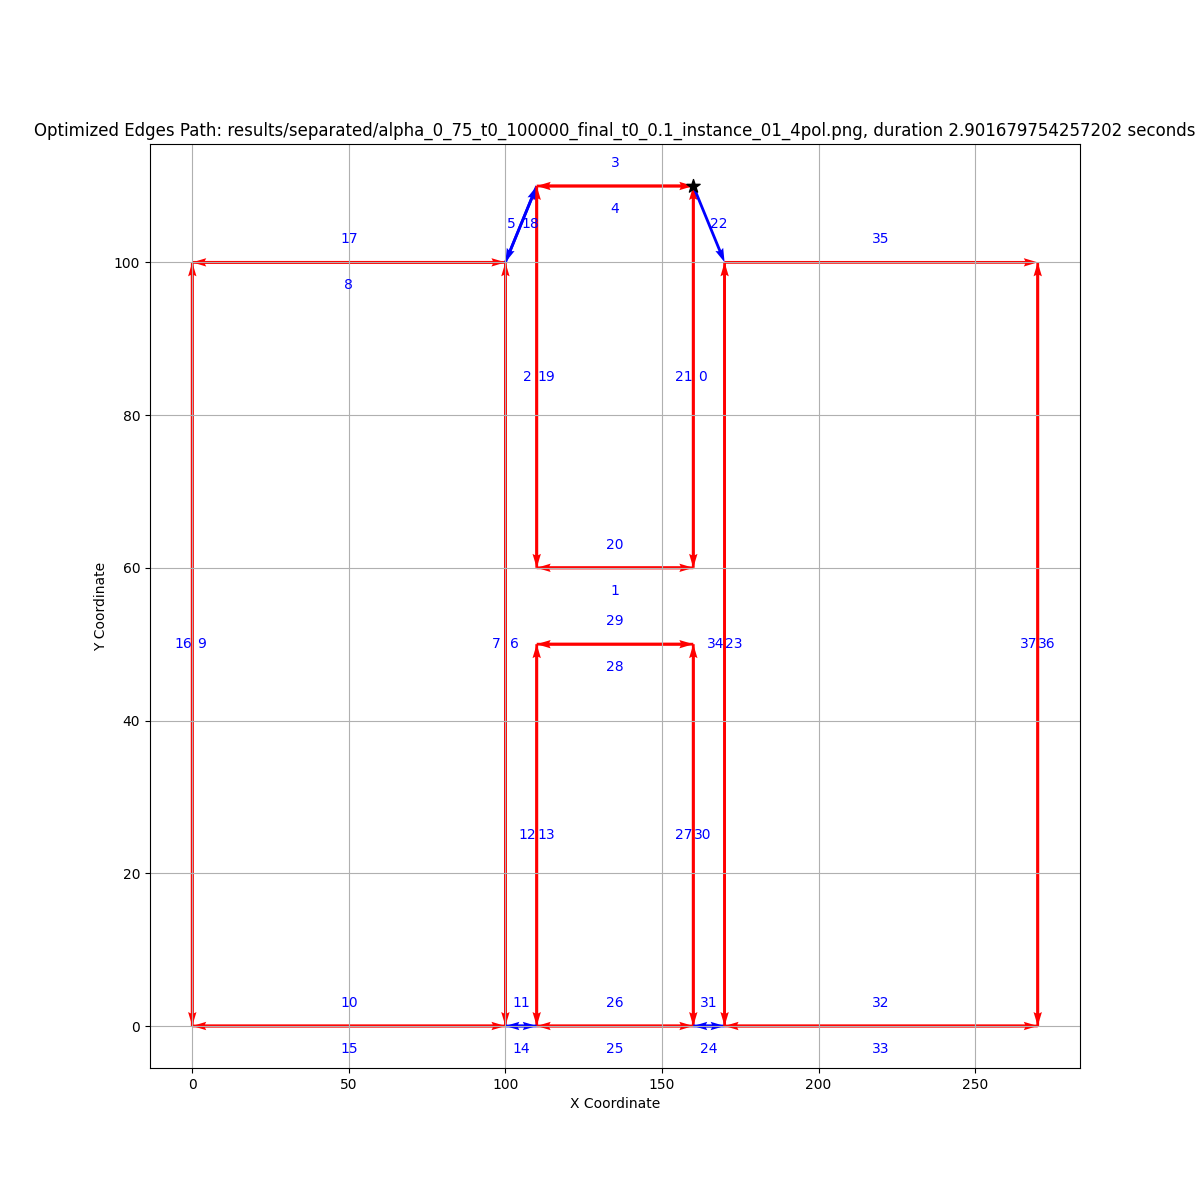 Optimized Edges Path: results/separated/alpha_0_75_t0_100000_final_t0_0.1_instance_01_4pol.png, duration 2.901679754257202 seconds
3
4
5 18 22
17 35
100
8
2 19 21 0
80
20
60
1
29
16 9 7 6 34 23 37 36
28
40
12 13 27 30
20
10 11 26 31 32
0
15 14 25 24 33
0 50 100 150 200 250
X Coordinate
Y Coordinate